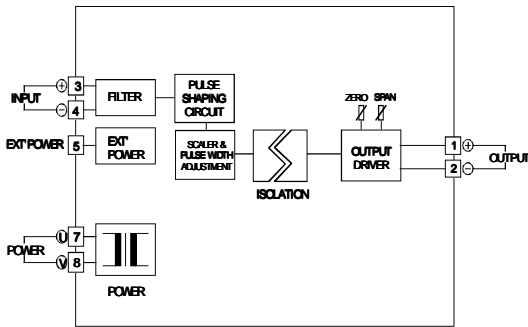 INPUT
+
3
−
4
FILTER
PULSE
SHAPING
CIRCUIT
ZERO SPAN
EXT' POWER
5
EXT'
POWER
SCALER &
PULSE WIDTH
ADJUSTMENT
ISOLATION
OUTPUT
DRIVER
1
+
2
−
OUTPUT
POWER
U
7
V
8
POWER